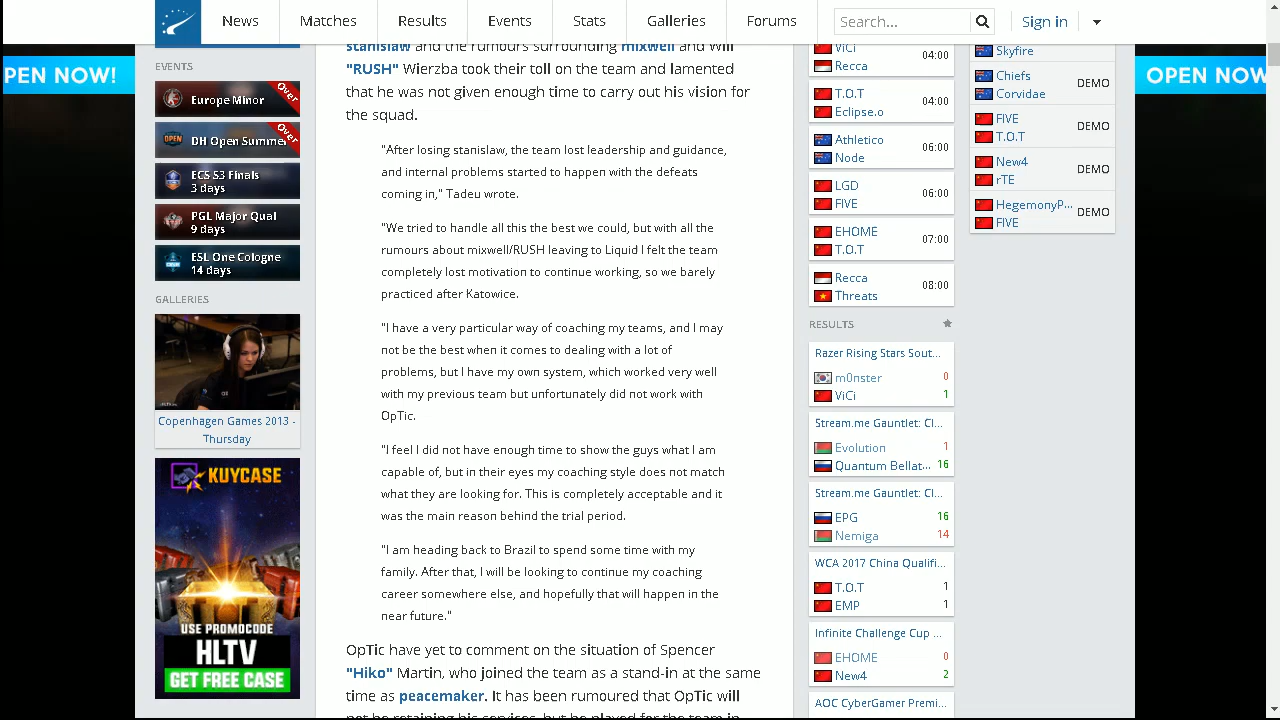 News
Matches
Results
Events
Stats
Galleries
Forums
Search...
Sign in
PEN NOW!
EVENTS
Europe Minor
Over
DH Open Summer
Over
ECS S3 Finals
3 days
PGL Major Qual
9 days
ESL One Cologne
14 days
GALLERIES
Copenhagen Games 2013 -
Thursday
KUYCASE
USE PROMOCODE
HLTV
GET FREE CASE
stanislaw and the rumours surrounding mixwell and Will
"RUSH" Wierzba took their toll on the team and lamented
that he was not given enough time to carry out his vision for
the squad.
"After losing stanislaw, the team lost leadership and guidance,
and internal problems started to happen with the defeats
coming in," Tadeu wrote.
"We tried to handle all this the best we could, but with all the
rumours about mixwell/RUSH leaving to Liquid I felt the team
completely lost motivation to continue working, so we barely
practiced after Katowice.
"I have a very particular way of coaching my teams, and I may
not be the best when it comes to dealing with a lot of
problems, but I have my own system, which worked very well
with my previous teams but unfortunately did not work with
OpTic.
"I feel I did not have enough time to show the guys what I am
capable of, but in their eyes my coaching style does not match
what they are looking for. This is completely acceptable and it
was the main reason behind the trial period.
"I am heading back to Brazil to spend some time with my
family. After that, I will be looking to continue my coaching
career somewhere else, and hopefully that will happen in the
near future."
OpTic have yet to comment on the situation of Spencer
"Hiko" Martin, who joined the team as a stand-in at the same
time as peacemaker. It has been rumoured that OpTic will
not be retaining his services, but he played for the team in
ViCi
Recca
04:00
T.O.T
Eclipse.o
04:00
Athletico
Noda
06:00
LGD
FIVE
06:00
EHOME
T.O.T
07:00
Recca
Threats
08:00
RESULTS
Razer Rising Stars Sout...
m0nster 0
ViCi 1
Stream.me Gauntlet: Cl...
Evolution 1
Quantum Bellat... 16
Stream.me Gauntlet: Cl...
EPG 16
Nemiga 14
WCA 2017 China Qualifi...
T.O.T 1
EMP 1
Infinite Challenge Cup ...
EHOME 0
New4 2
AOC CyberGamer Premi...
Skyfire
Chiefs
Corvidae
DEMO
FIVE
T.O.T
DEMO
New4
rTE
DEMO
HegemonyP...
FIVE
DEMO
OPEN NOW